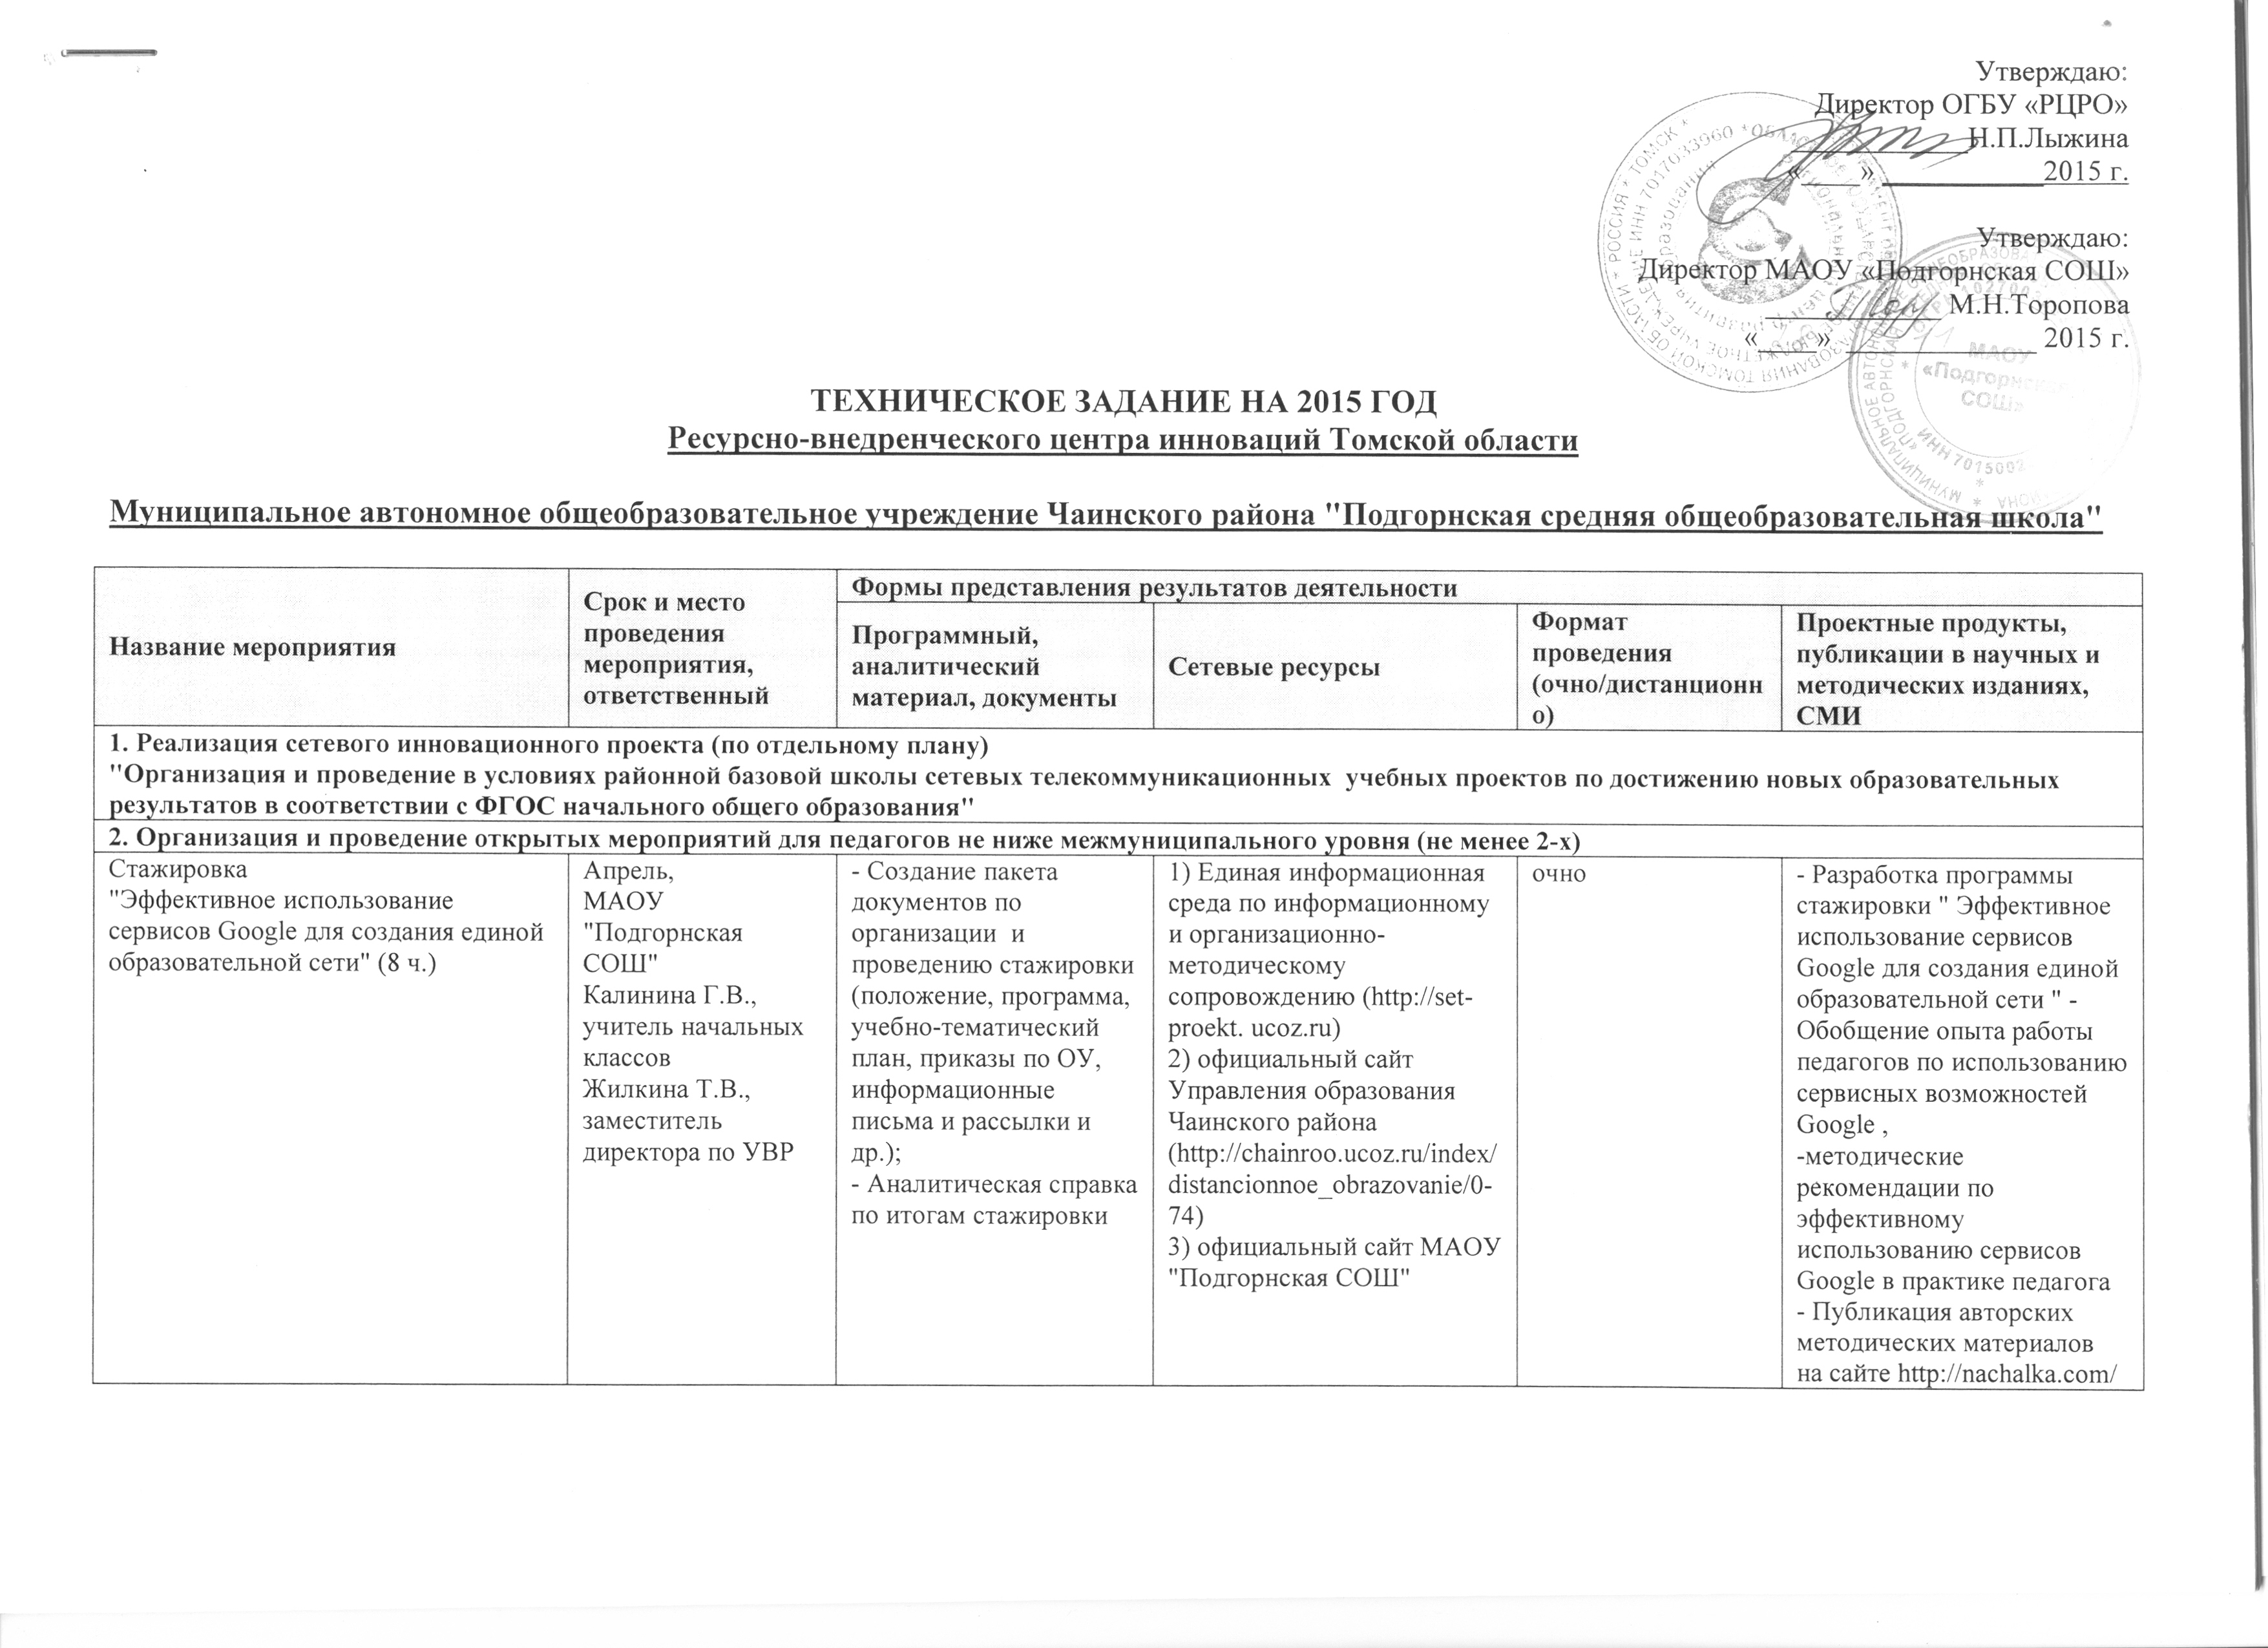 Утверждаю:
Директор ОГБУ «РЦРО»
Н.П.Лыжина
«____» ___________2015 г.
Утверждаю:
Директор МАОУ «Подгорнская СОШ»
____________ М.Н.Торопова
«____» _____________ 2015 г.
МАОУ
«Подгорнская
СОШ»
ТЕХНИЧЕСКОЕ ЗАДАНИЕ НА 2015 ГОД
Ресурсно-внедренческого центра инноваций Томской области
Муниципальное автономное общеобразовательное учреждение Чаинского района "Подгорнская средняя общеобразовательная школа"
Название мероприятия
Срок и место
проведения
мероприятия,
ответственный
Формы представления результатов деятельности
Программный,
аналитический
материал, документы
Сетевые ресурсы
Формат
проведения
(очно/дистанционн
о)
Проектные продукты,
публикации в научных и
методических изданиях,
СМИ
1. Реализация сетевого инновационного проекта (по отдельному плану)
"Организация и проведение в условиях районной базовой школы сетевых телекоммуникационных  учебных проектов по достижению новых образовательных
результатов в соответствии с ФГОС начального общего образования"
2. Организация и проведение открытых мероприятий для педагогов не ниже межмуниципального уровня (не менее 2-х)
Стажировка
"Эффективное использование
сервисов Google для создания единой
образовательной сети" (8 ч.)
Апрель,
МАОУ
"Подгорнская
СОШ"
Калинина Г.В.,
учитель начальных
классов
Жилкина Т.В.,
заместитель
директора по УВР
- Создание пакета
документов по
организации  и
проведению стажировки
(положение, программа,
учебно-тематический
план, приказы по ОУ,
информационные
письма и рассылки и
др.);
- Аналитическая справка
по итогам стажировки
1) Единая информационная
среда по информационному
и организационно-
методическому
сопровождению (http://set-
proekt. ucoz.ru)
2) официальный сайт
Управления образования
Чаинского района
(http://chainroo.ucoz.ru/index/
distancionnoe_obrazovanie/0-
74)
3) официальный сайт МАОУ
"Подгорнская СОШ"
очно
- Разработка программы
стажировки " Эффективное
использование сервисов
Google для создания единой
образовательной сети " -
Обобщение опыта работы
педагогов по использованию
сервисных возможностей
Google ,
-методические
рекомендации по
эффективному
использованию сервисов
Google в практике педагога
- Публикация авторских
методических материалов
на сайте http://nachalka.com/